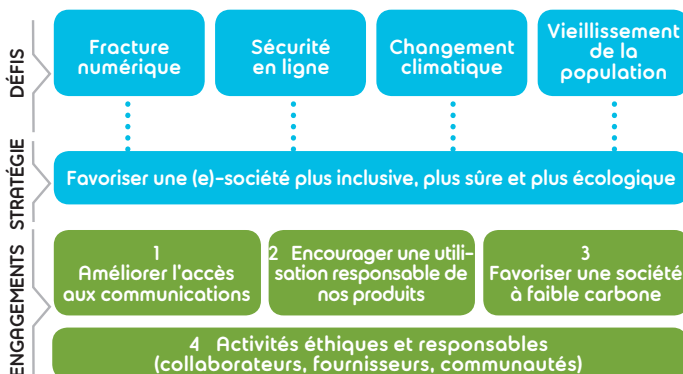 DÉFIS
Fracture
numérique
Sécurité
en ligne
Changement
climatique
Vieillissement
de la
population
STRATÉGIE
Favoriser une (e)-société plus inclusive, plus sûre et plus écologique
ENGAGEMENTS
1
Améliorer l'accès
aux communications
2 Encourager une utili-
sation responsable de
nos produits
3
Favoriser une société
à faible carbone
4 Activités éthiques et responsables
(collaborateurs, fournisseurs, communautés)